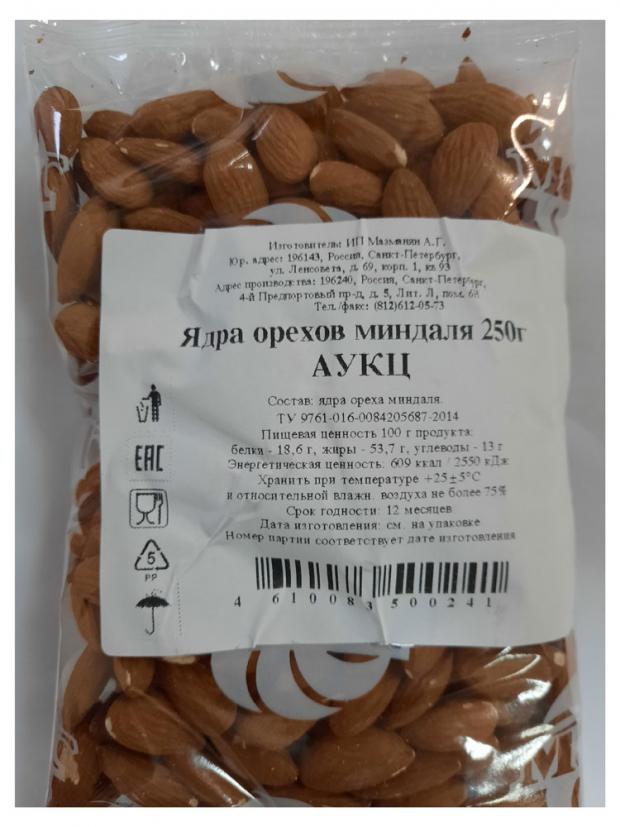 Изготовитель: ИП Мазманян А.Г.
Юр. адрес: 196143, Россия, Санкт-Петербург,
ул. Ленсовета, д. 69, корп. 1, кв 93
Адрес производства: 196240, Россия, Санкт-Петербург,
4-й Предпортовый пр-д, д. 5, Лит. Л, пом. 68
Тел./факс: (812)612-05-73
Ядра орехов миндаля 250г
АУКЦ
Состав: ядра ореха миндаля.
ТУ 9761-016-0084205687-2014
Пищевая ценность 100 г продукта:
белки - 18,6 г, жиры - 53,7 г, углеводы - 13 г
Энергетическая ценность: 609 ккал / 2550 кДж
Хранить при температуре +25±5°С
и относительной влажн. воздуха не более 75%
Срок годности: 12 месяцев
Дата изготовления: см. на упаковке
Номер партии соответствует дате изготовления
ЕАС
5
PP
4 610083 500241